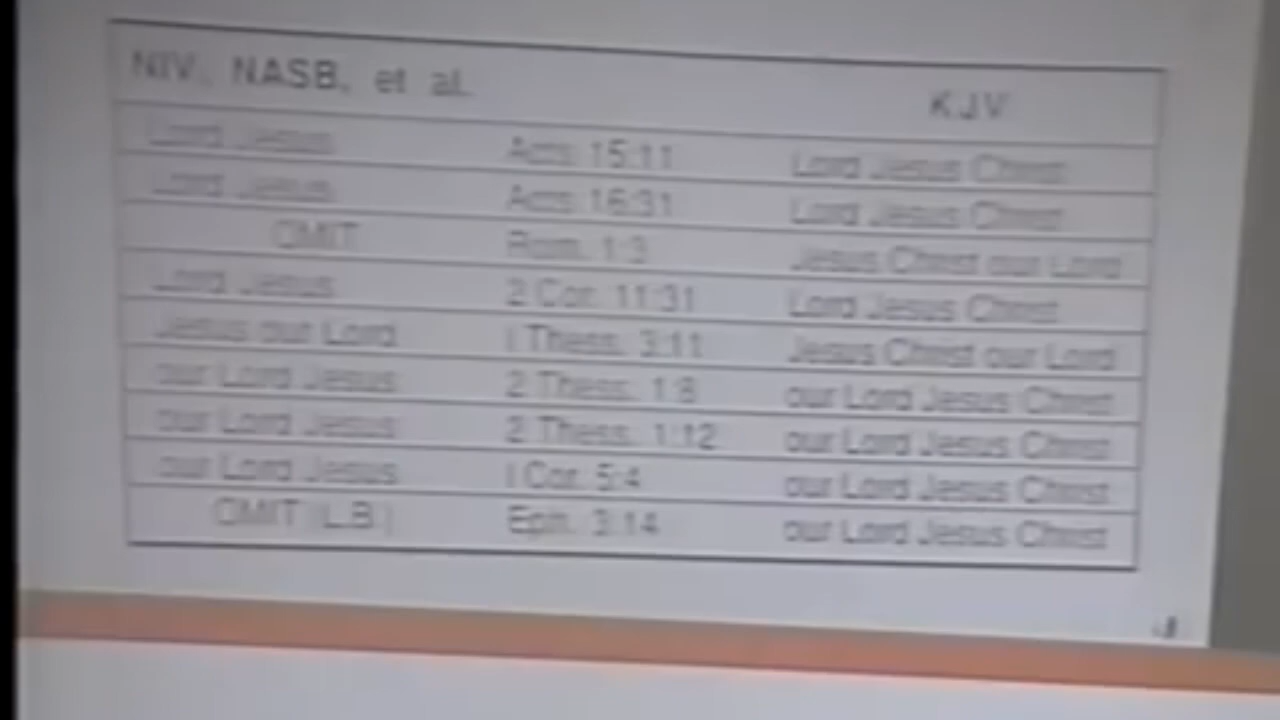 NIV, NASB, et al. KJV
Lord Jesus Acts 15:11 Lord Jesus Christ
Lord Jesus Acts 16:31 Lord Jesus Christ
OMIT Rom. 1:3 Jesus Christ our Lord
Lord Jesus 2 Cor. 11:31 Lord Jesus Christ
Jesus our Lord I Thess. 3:11 Jesus Christ our Lord
our Lord Jesus 2 Thess. 1:8 our Lord Jesus Christ
our Lord Jesus 2 Thess. 1:12 our Lord Jesus Christ
our Lord Jesus I Cor. 5:4 our Lord Jesus Christ
OMIT (L.B.) Eph. 3:14 our Lord Jesus Christ